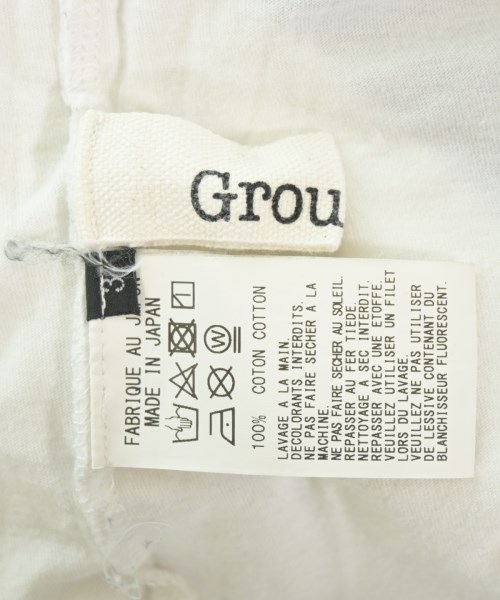 Grou
3
FABRIQUE AU
MADE IN JAPAN
100% COTON COTTON
LAVAGE A LA MAIN.
DECOLORANTS INTERDITS.
NE PAS FAIRE SECHER A LA
MACHINE.
NE PAS FAIRE SECHER AU SOLEIL.
REPASSER AU FER TIEDE.
NETTOYAGE A SEC INTERDIT.
REPASSER AVEC UNE ETOFFE.
VEUILLEZ UTILISER UN FILET
LORS DU LAVAGE.
VEUILLEZ NE PAS UTILISER
DE LESSIVE CONTENANT DU
BLANCHISSEUR FLUORESCENT.